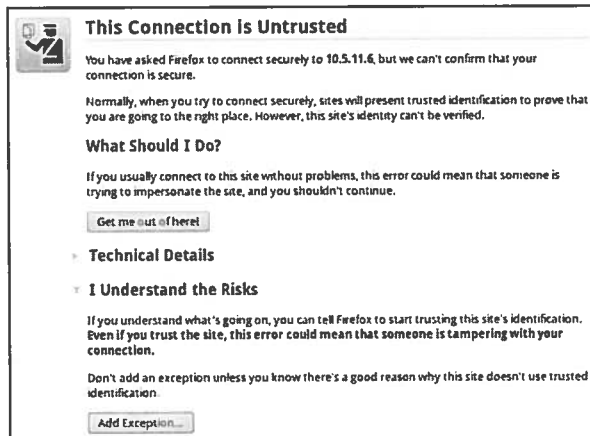 This Connection is Untrusted
You have asked Firefox to connect securely to 10.5.11.6, but we can't confirm that your
connection is secure.
Normally, when you try to connect securely, sites will present trusted identification to prove that
you are going to the right place. However, this site's identity can't be verified.
What Should I Do?
If you usually connect to this site without problems, this error could mean that someone is
trying to impersonate the site, and you shouldn't continue.
Get me out of here!
Technical Details
I Understand the Risks
If you understand what's going on, you can tell Firefox to start trusting this site's identification.
Even if you trust the site, this error could mean that someone is tampering with your
connection.
Don't add an exception unless you know there's a good reason why this site doesn't use trusted
identification.
Add Exception...